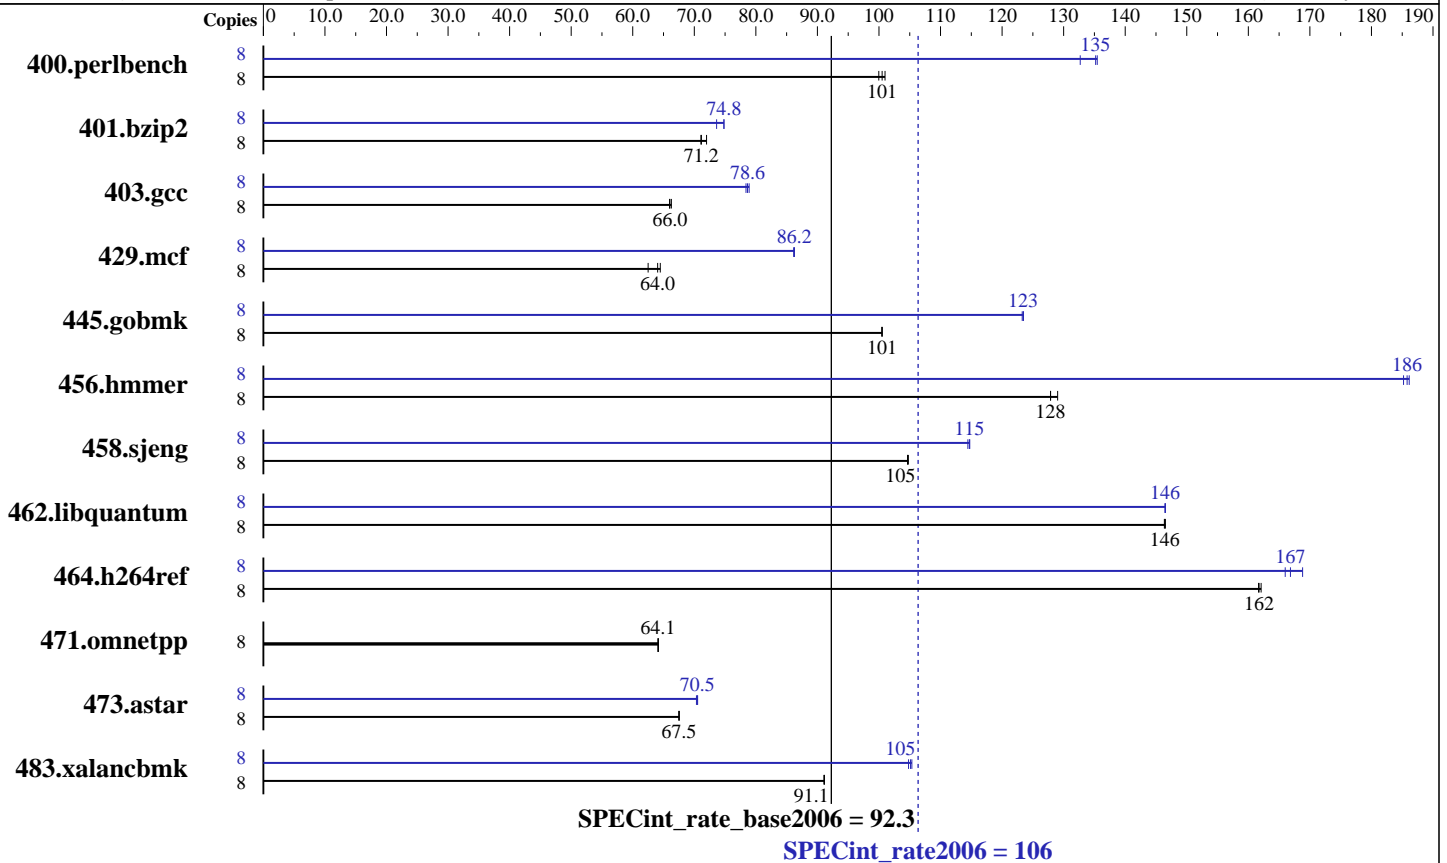 Copies 0 10.0 20.0 30.0 40.0 50.0 60.0 70.0 80.0 90.0 100 110 120 130 140 150 160 170 180 190
400.perlbench 8 135
8 101
401.bzip2 8 74.8
8 71.2
403.gcc 8 78.6
8 66.0
429.mcf 8 86.2
8 64.0
445.gobmk 8 123
8 101
456.hmmer 8 186
8 128
458.sjeng 8 115
8 105
462.libquantum 8 146
8 146
464.h264ref 8 167
8 162
471.omnetpp 8 64.1
473.astar 8 70.5
8 67.5
483.xalancbmk 8 105
8 91.1
SPECint_rate_base2006 = 92.3
SPECint_rate2006 = 106